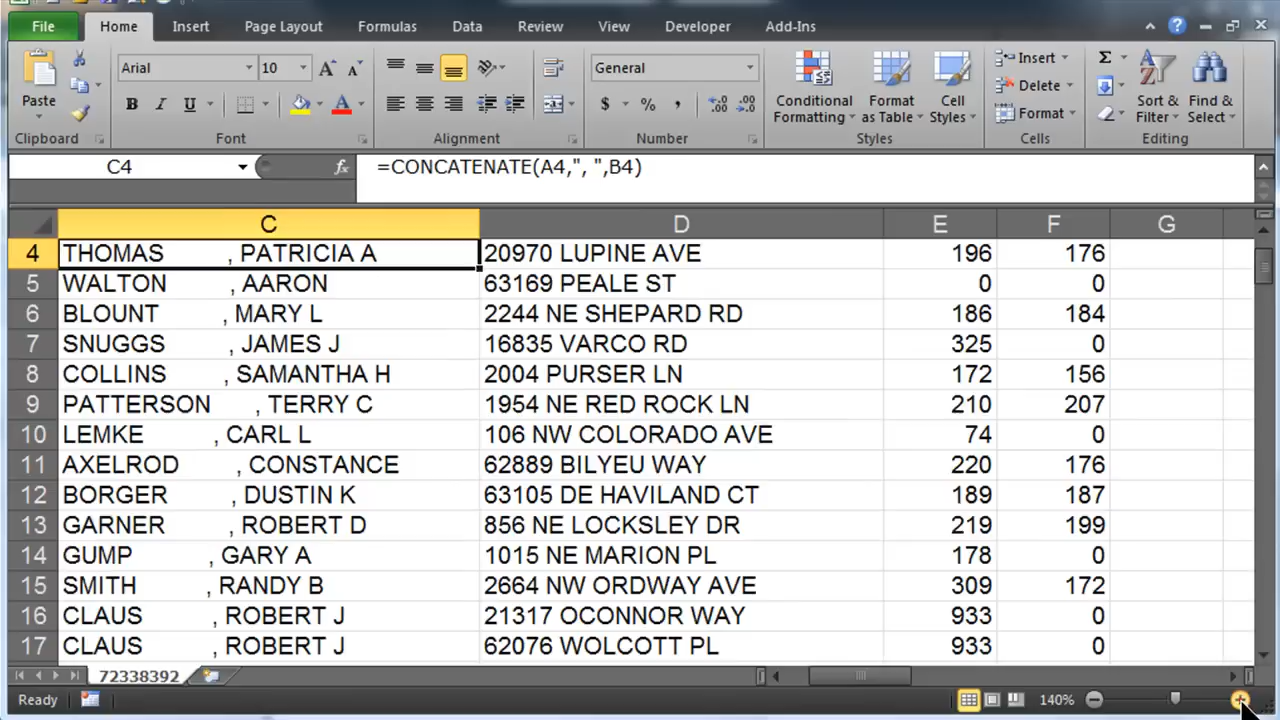 File Home Insert Page Layout Formulas Data Review View Developer Add-Ins
Paste
Clipboard
Arial 10
B I U A
Font
Alignment
General
$ % ,
Number
Conditional Formatting
Format as Table
Cell Styles
Styles
Insert
Delete
Format
Cells
Σ
Sort & Filter
Find & Select
Editing
C4 fx =CONCATENATE(A4,", ",B4)
C D E F G
4 THOMAS , PATRICIA A 20970 LUPINE AVE 196 176
5 WALTON , AARON 63169 PEALE ST 0 0
6 BLOUNT , MARY L 2244 NE SHEPARD RD 186 184
7 SNUGGS , JAMES J 16835 VARCO RD 325 0
8 COLLINS , SAMANTHA H 2004 PURSER LN 172 156
9 PATTERSON , TERRY C 1954 NE RED ROCK LN 210 207
10 LEMKE , CARL L 106 NW COLORADO AVE 74 0
11 AXELROD , CONSTANCE 62889 BILYEU WAY 220 176
12 BORGER , DUSTIN K 63105 DE HAVILAND CT 189 187
13 GARNER , ROBERT D 856 NE LOCKSLEY DR 219 199
14 GUMP , GARY A 1015 NE MARION PL 178 0
15 SMITH , RANDY B 2664 NW ORDWAY AVE 309 172
16 CLAUS , ROBERT J 21317 OCONNOR WAY 933 0
17 CLAUS , ROBERT J 62076 WOLCOTT PL 933 0
72338392
Ready 140%